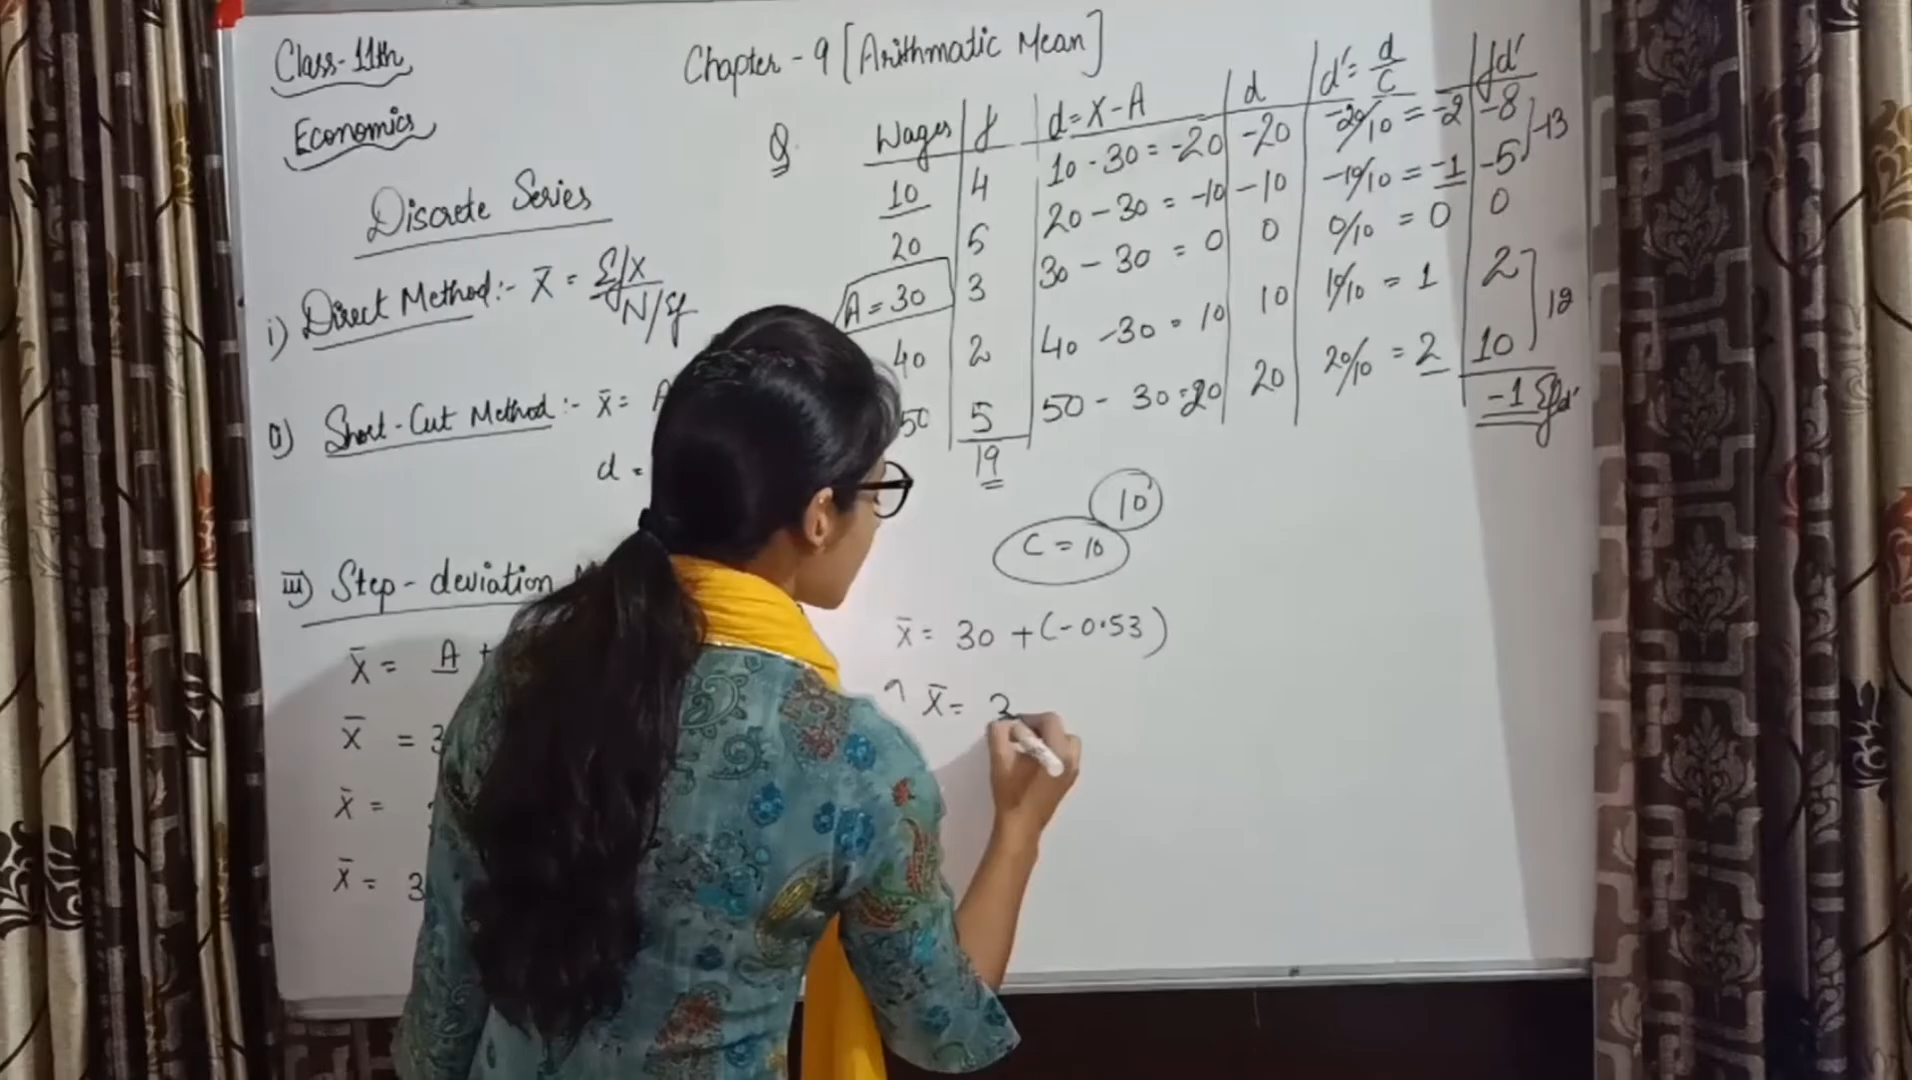 Class-11th
Economics
Chapter - 9 [Arithmatic Mean]
Discrete Series
i) Direct Method:- X̄ = ΣfX / N/Σf
Short-Cut Method:- X̄ =
d =
iii) Step-deviation
X̄ = A +
X̄ = 3
X̄ =
X̄ = 3
Q.
Wages | f | d=X-A | d | d'= d/C | fd'
10 | 4 | 10-30=-20 | -20 | -20/10 = -2 | -8
20 | 5 | 20-30=-10 | -10 | -10/10 = -1 | -5
-13
A=30 | 3 | 30-30=0 | 0 | 0/10 = 0 | 0
40 | 2 | 40-30=10 | 10 | 10/10 = 1 | 2
50 | 5 | 50-30=20 | 20 | 20/10 = 2 | 10
12
19
-1 Σfd'
10
C = 10
X̄ = 30+(-0.53)
X̄ = 3